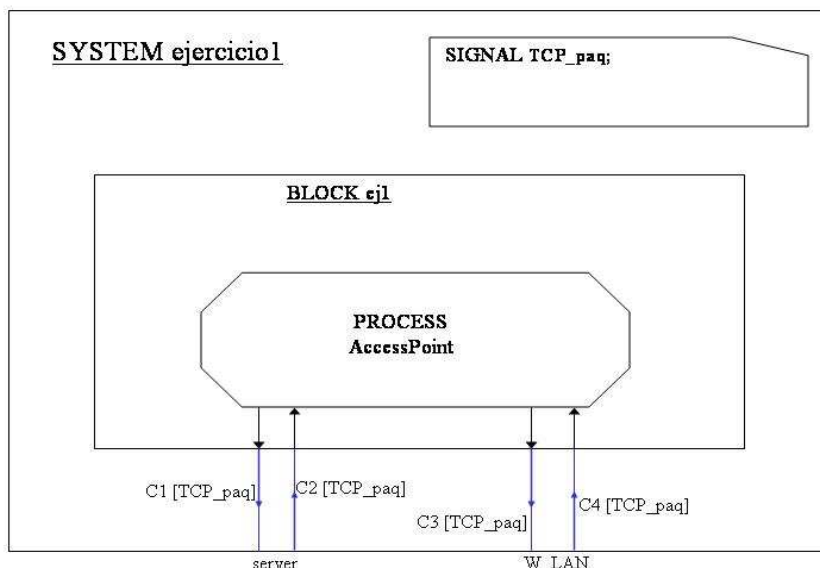 SYSTEM ejercicio1
SIGNAL TCP_paq;
BLOCK ej1
PROCESS
AccessPoint
C1 [TCP_paq]
C2 [TCP_paq]
C3 [TCP_paq]
C4 [TCP_paq]
server
W_LAN